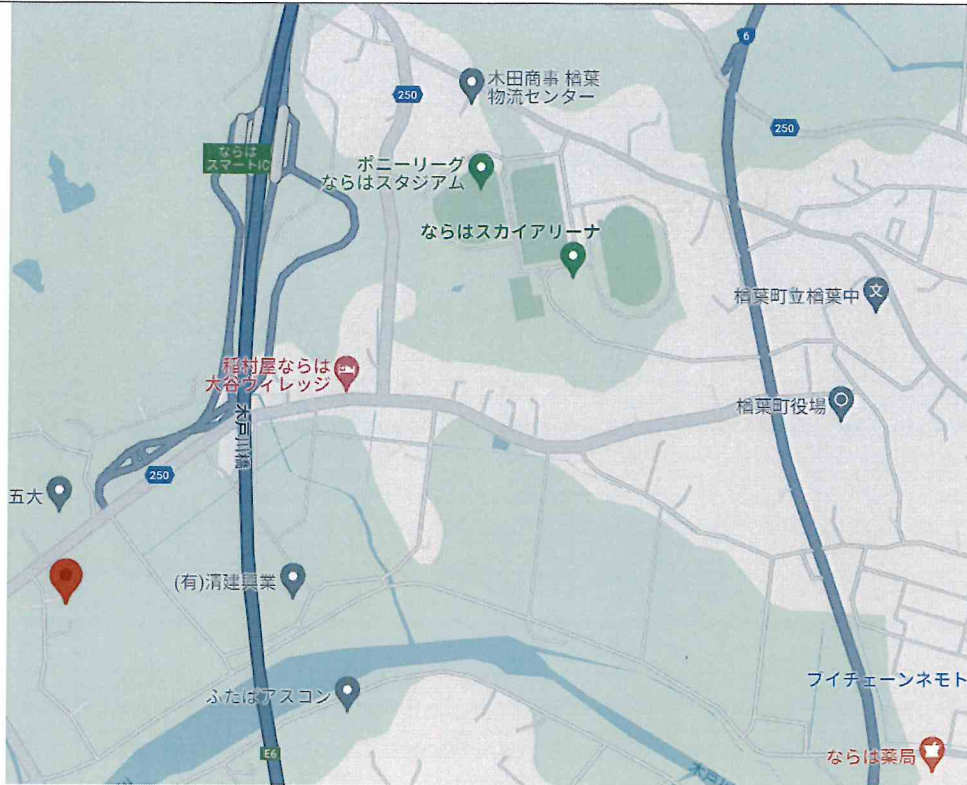 6
木田商事 楢葉
物流センター
250
250
ならは
スマートIC
ポニーリーグ
ならはスタジアム
ならはスカイアリーナ
楢葉町立楢葉中
文
稲村屋ならは
大谷ヴィレッジ
楢葉町役場
木戸川橋
250
五大
(有)清建興業
ブイチェーンネモト
ふたばアスコン
E6
ならは薬局
木戸川